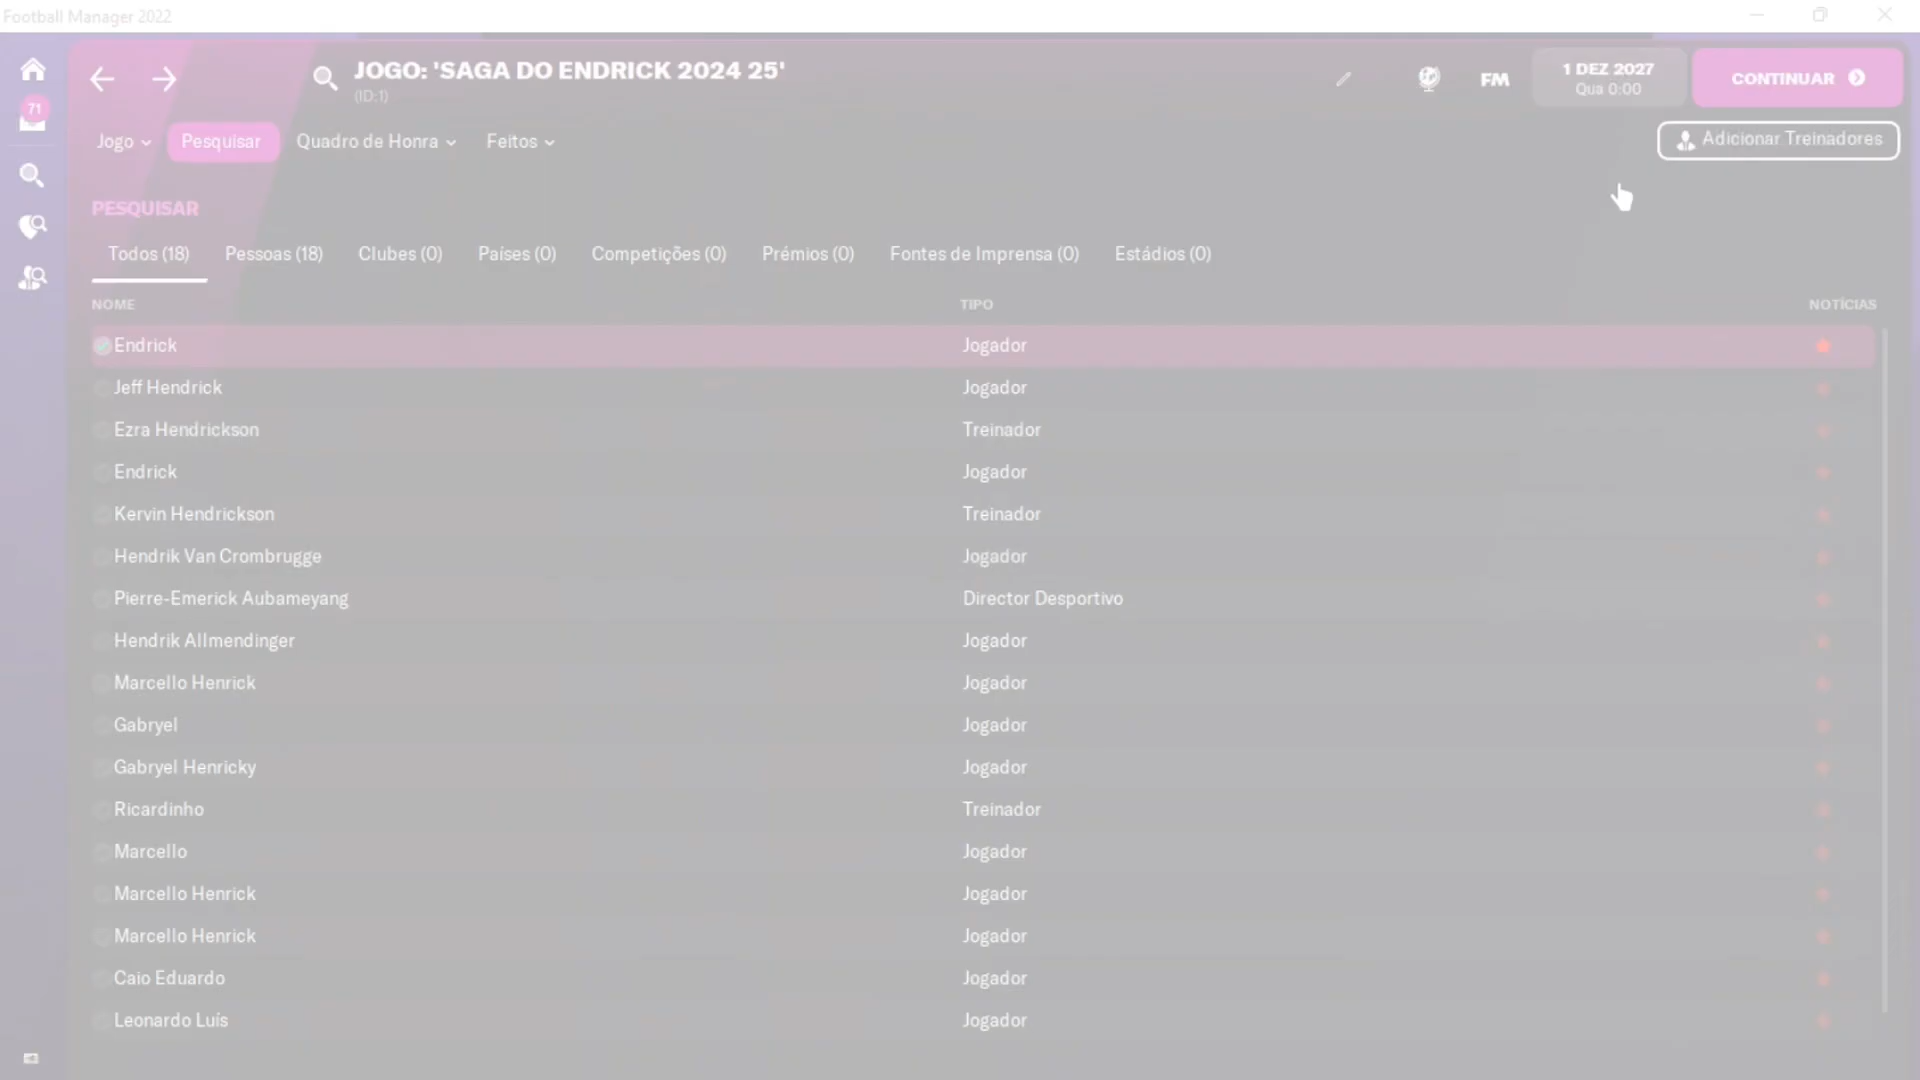 Football Manager 2022
JOGO: 'SAGA DO ENDRICK 2024 25'
(ID:1)
FM
1 DEZ 2027
Qua 0:00
CONTINUAR
71
Jogo
Pesquisar
Quadro de Honra
Feitos
Adicionar Treinadores
PESQUISAR
Todos (18) Pessoas (18) Clubes (0) Países (0) Competições (0) Prémios (0) Fontes de Imprensa (0) Estádios (0)
NOME TIPO NOTÍCIAS
Endrick Jogador
Jeff Hendrick Jogador
Ezra Hendrickson Treinador
Endrick Jogador
Kervin Hendrickson Treinador
Hendrik Van Crombrugge Jogador
Pierre-Emerick Aubameyang Director Desportivo
Hendrik Allmendinger Jogador
Marcello Henrick Jogador
Gabryel Jogador
Gabryel Henricky Jogador
Ricardinho Treinador
Marcello Jogador
Marcello Henrick Jogador
Marcello Henrick Jogador
Caio Eduardo Jogador
Leonardo Luís Jogador